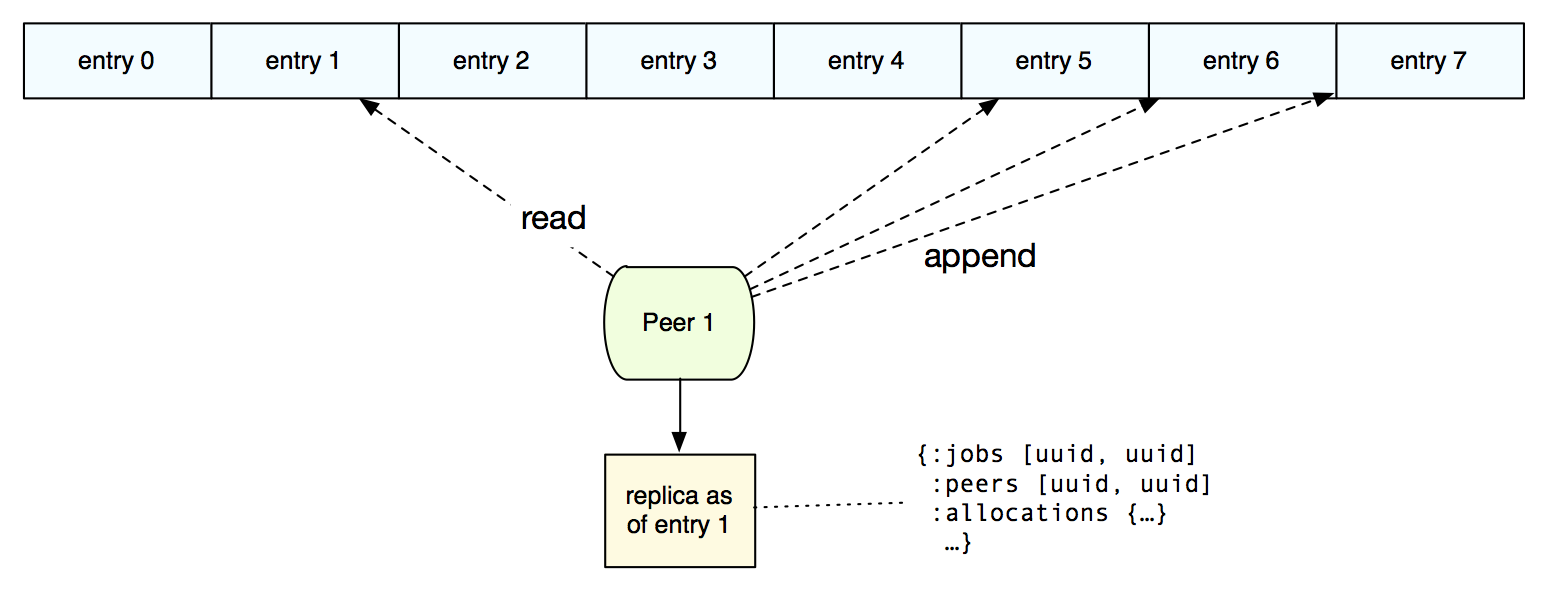 entry 0
entry 1
entry 2
entry 3
entry 4
entry 5
entry 6
entry 7
read
append
Peer 1
replica as
of entry 1
{:jobs [uuid, uuid]
:peers [uuid, uuid]
:allocations {…}
…}